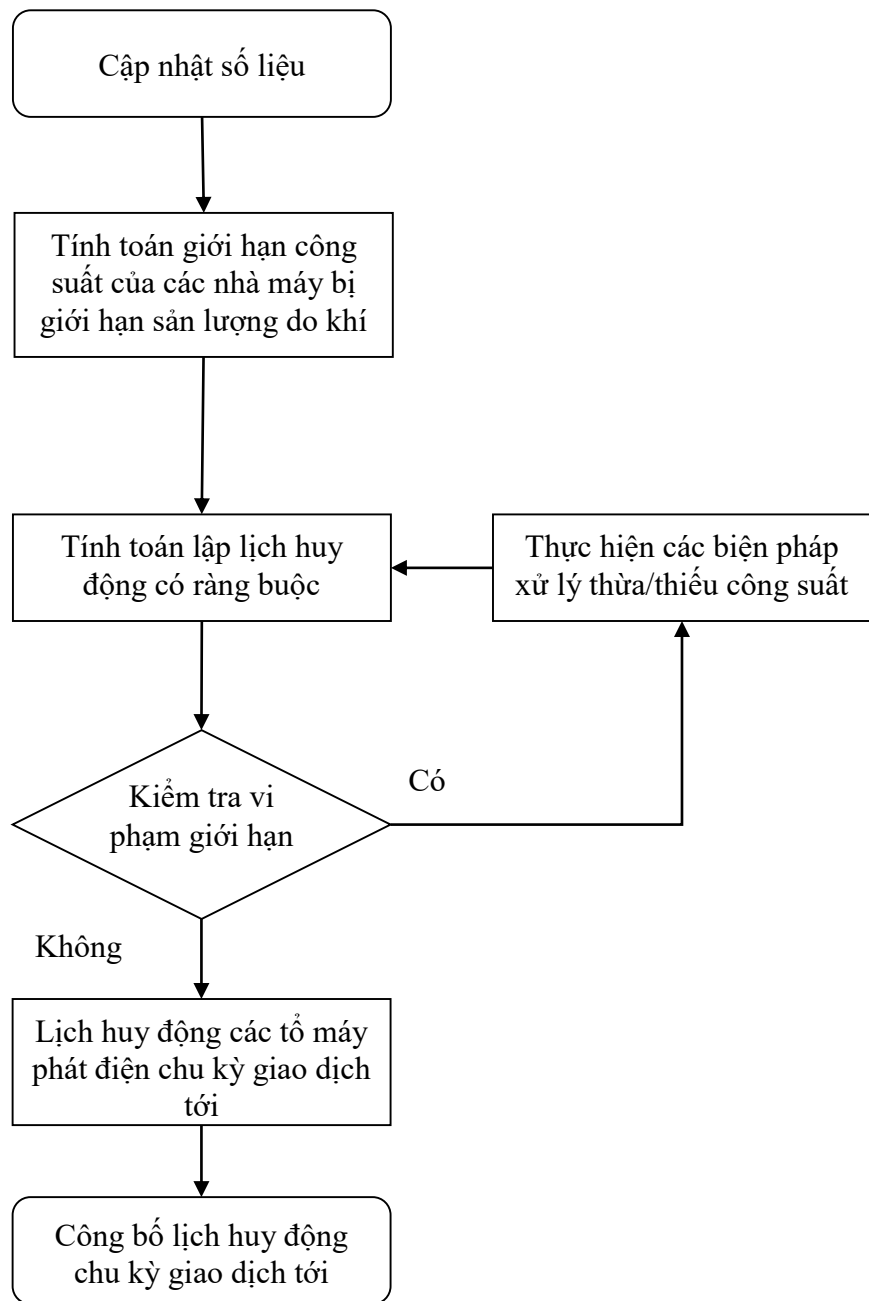 Cập nhật số liệu
Tính toán giới hạn công
suất của các nhà máy bị
giới hạn sản lượng do khí
Tính toán lập lịch huy
động có ràng buộc
Thực hiện các biện pháp
xử lý thừa/thiếu công suất
Kiểm tra vi
phạm giới hạn
Có
Không
Lịch huy động các tổ máy
phát điện chu kỳ giao dịch
tới
Công bố lịch huy động
chu kỳ giao dịch tới